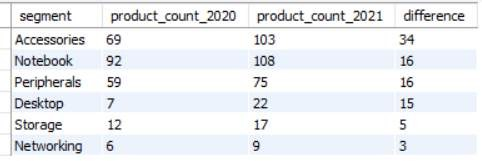 segment product_count_2020 product_count_2021 difference
Accessories 69 103 34
Notebook 92 108 16
Peripherals 59 75 16
Desktop 7 22 15
Storage 12 17 5
Networking 6 9 3